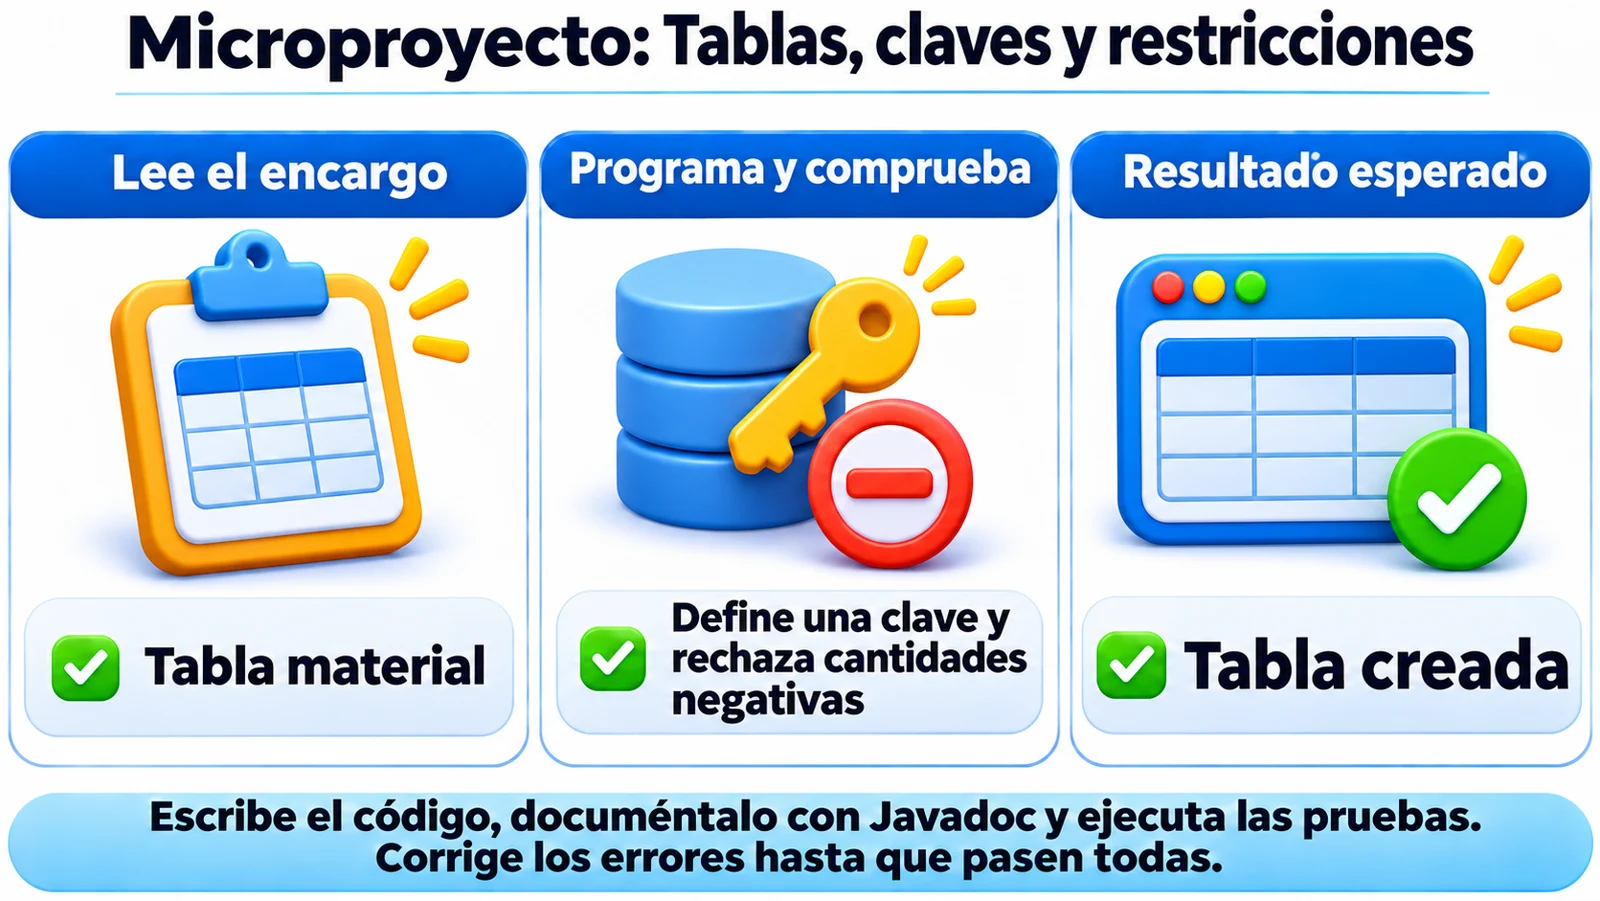 Microproyecto: Tablas, claves y restricciones
Lee el encargo
Programa y comprueba
Resultado esperado
Tabla material
Define una clave y
rechaza cantidades
negativas
Tabla creada
Escribe el código, documéntalo con Javadoc y ejecuta las pruebas.
Corrige los errores hasta que pasen todas.